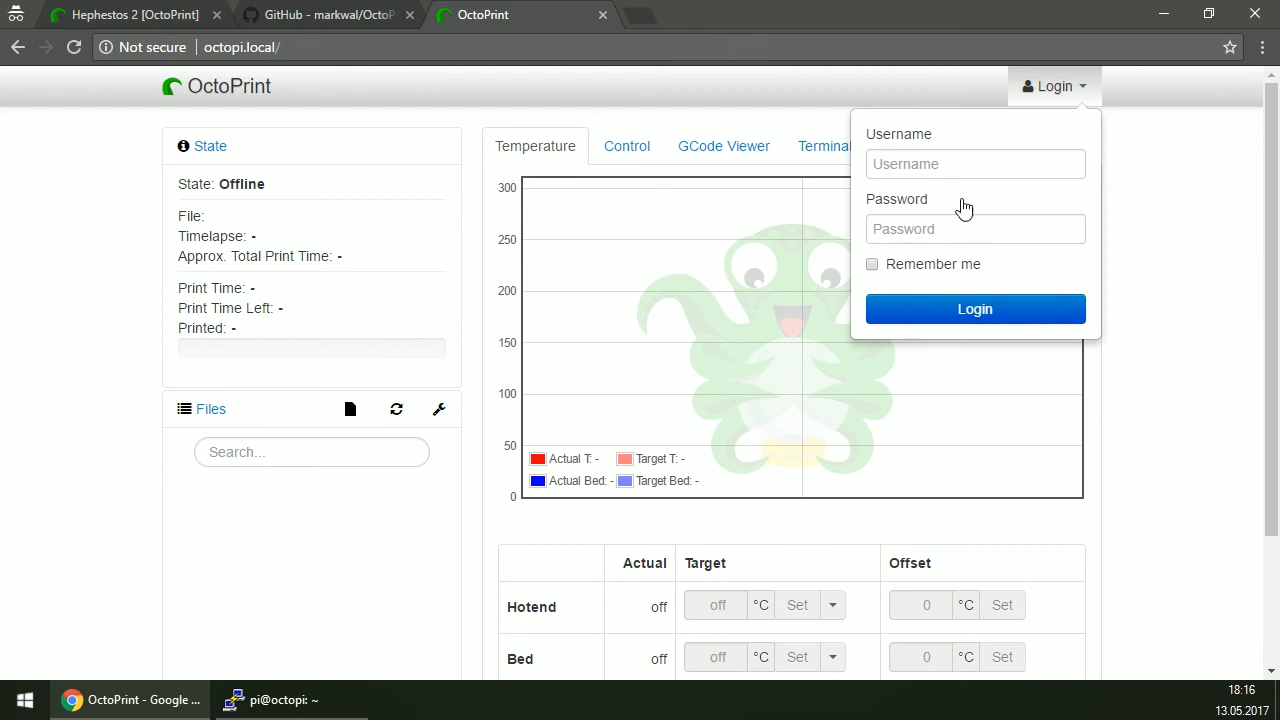 Hephestos 2 [OctoPrint]
GitHub - markwal/OctoP
OctoPrint
Not secure
octopi.local/
OctoPrint
Login
State
State: Offline
File:
Timelapse: -
Approx. Total Print Time: -
Print Time: -
Print Time Left: -
Printed: -
Files
Search...
Temperature
Control
GCode Viewer
Terminal
Username
Username
Password
Password
Remember me
Login
300
250
200
150
100
50
0
Actual T: -
Target T: -
Actual Bed: -
Target Bed: -
Actual
Target
Offset
Hotend
off
off
°C
Set
0
°C
Set
Bed
off
off
°C
Set
0
°C
Set
OctoPrint - Google ...
pi@octopi: ~
18:16
13.05.2017